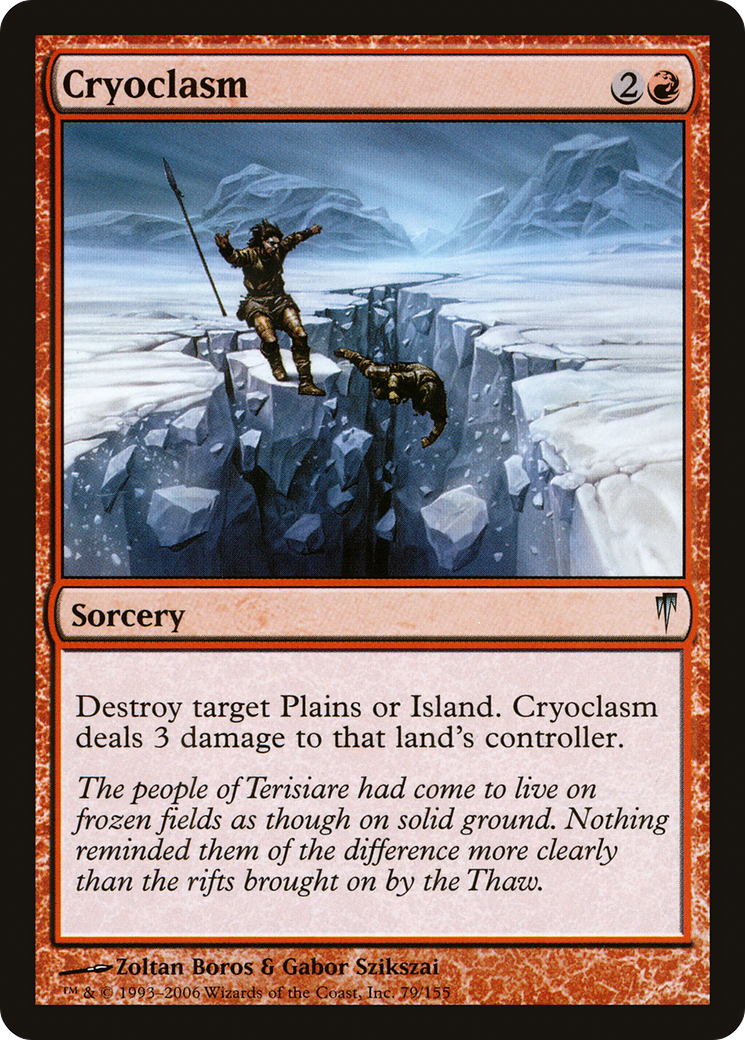 Cryoclasm 2
Sorcery
Destroy target Plains or Island. Cryoclasm
deals 3 damage to that land's controller.
The people of Terisiare had come to live on
frozen fields as though on solid ground. Nothing
reminded them of the difference more clearly
than the rifts brought on by the Thaw.
Zoltan Boros & Gabor Szikszai
™ & © 1993–2006 Wizards of the Coast, Inc. 79/155